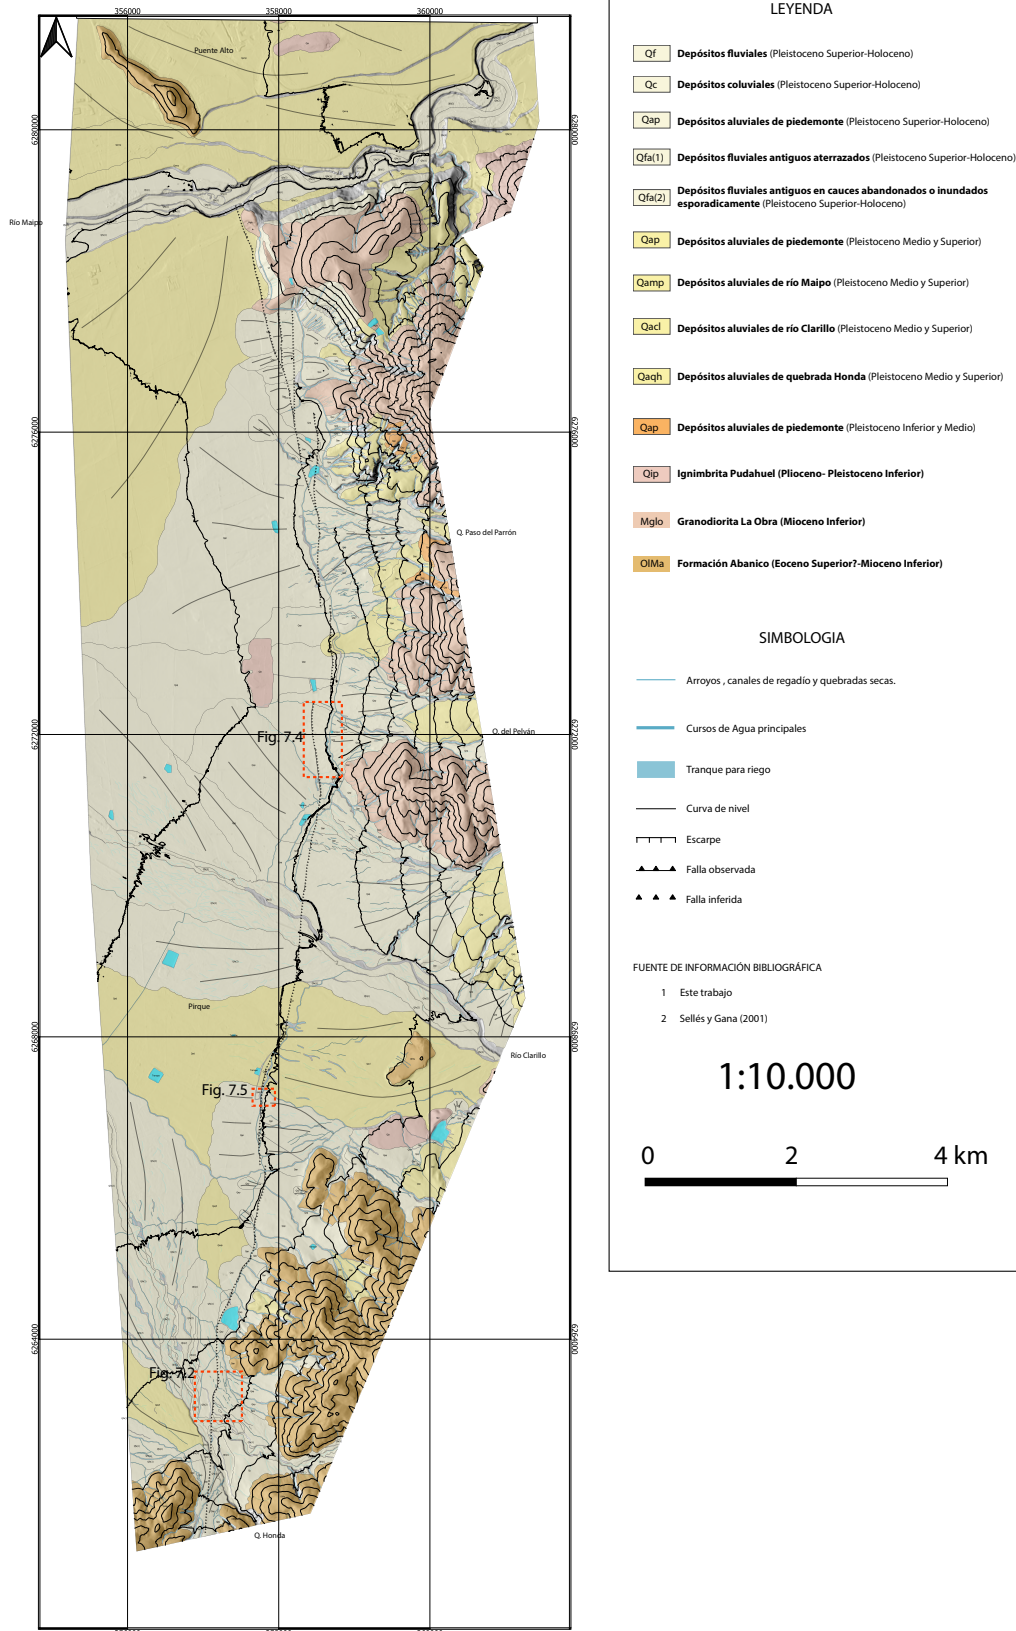 356000
358000
360000
Puente Alto
6280000
6280000
Río Maipo
6276000
6276000
Q. Paso del Parrón
Fig. 7.4
6272000
Q. del Pelván
6272000
Pirque
6268000
6268000
Río Clarillo
Fig. 7.5
6264000
6264000
Fig. 7.2
Q. Honda
LEYENDA
Qf Depósitos fluviales (Pleistoceno Superior-Holoceno)
Qc Depósitos coluviales (Pleistoceno Superior-Holoceno)
Qap Depósitos aluviales de piedemonte (Pleistoceno Superior-Holoceno)
Qfa(1) Depósitos fluviales antiguos aterrazados (Pleistoceno Superior-Holoceno)
Qfa(2) Depósitos fluviales antiguos en cauces abandonados o inundados
esporadicamente (Pleistoceno Superior-Holoceno)
Qap Depósitos aluviales de piedemonte (Pleistoceno Medio y Superior)
Qamp Depósitos aluviales de río Maipo (Pleistoceno Medio y Superior)
Qacl Depósitos aluviales de río Clarillo (Pleistoceno Medio y Superior)
Qaqh Depósitos aluviales de quebrada Honda (Pleistoceno Medio y Superior)
Qap Depósitos aluviales de piedemonte (Pleistoceno Inferior y Medio)
Qip Ignimbrita Pudahuel (Plioceno- Pleistoceno Inferior)
Mglo Granodiorita La Obra (Mioceno Inferior)
OlMa Formación Abanico (Eoceno Superior?-Mioceno Inferior)
SIMBOLOGIA
Arroyos , canales de regadío y quebradas secas.
Cursos de Agua principales
Tranque para riego
Curva de nivel
Escarpe
Falla observada
Falla inferida
FUENTE DE INFORMACIÓN BIBLIOGRÁFICA
1 Este trabajo
2 Sellés y Gana (2001)
1:10.000
0 2 4 km